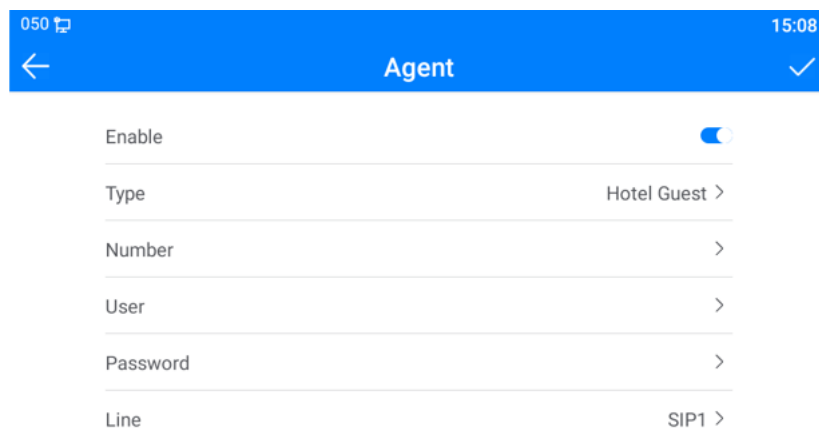 050 15:08
Agent
Enable
Type Hotel Guest
Number
User
Password
Line SIP1